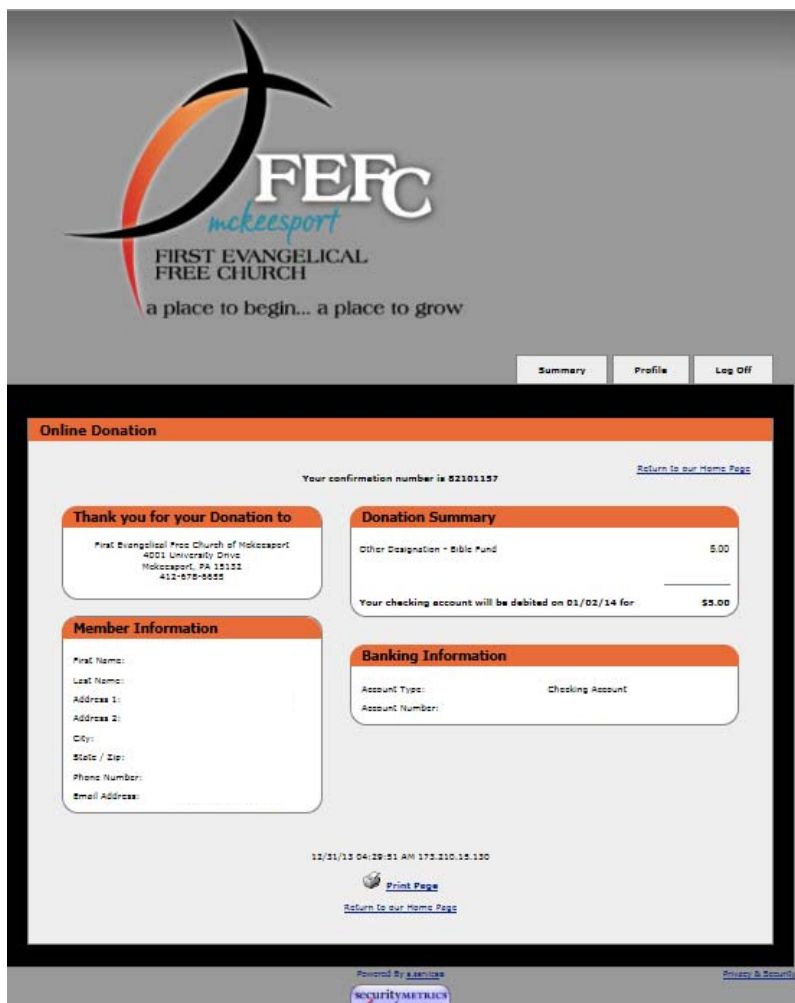 FEFC
mckeesport
FIRST EVANGELICAL
FREE CHURCH
a place to begin... a place to grow
Summary Profile Log Off
Online Donation
Return to our Home Page
Your confirmation number is 82101157
Thank you for your Donation to
First Evangelical Free Church of Mckeesport
4001 University Drive
Mckeesport, PA 15132
412-678-6655
Donation Summary
Other Designation - Bible Fund 5.00
Your checking account will be debited on 01/02/14 for $5.00
Member Information
First Name:
Last Name:
Address 1:
Address 2:
City:
State / Zip:
Phone Number:
Email Address:
Banking Information
Account Type: Checking Account
Account Number:
12/31/13 04:29:51 AM 173.210.15.130
Print Page
Return to our Home Page
Powered By
Privacy & Security
securityMETRICS